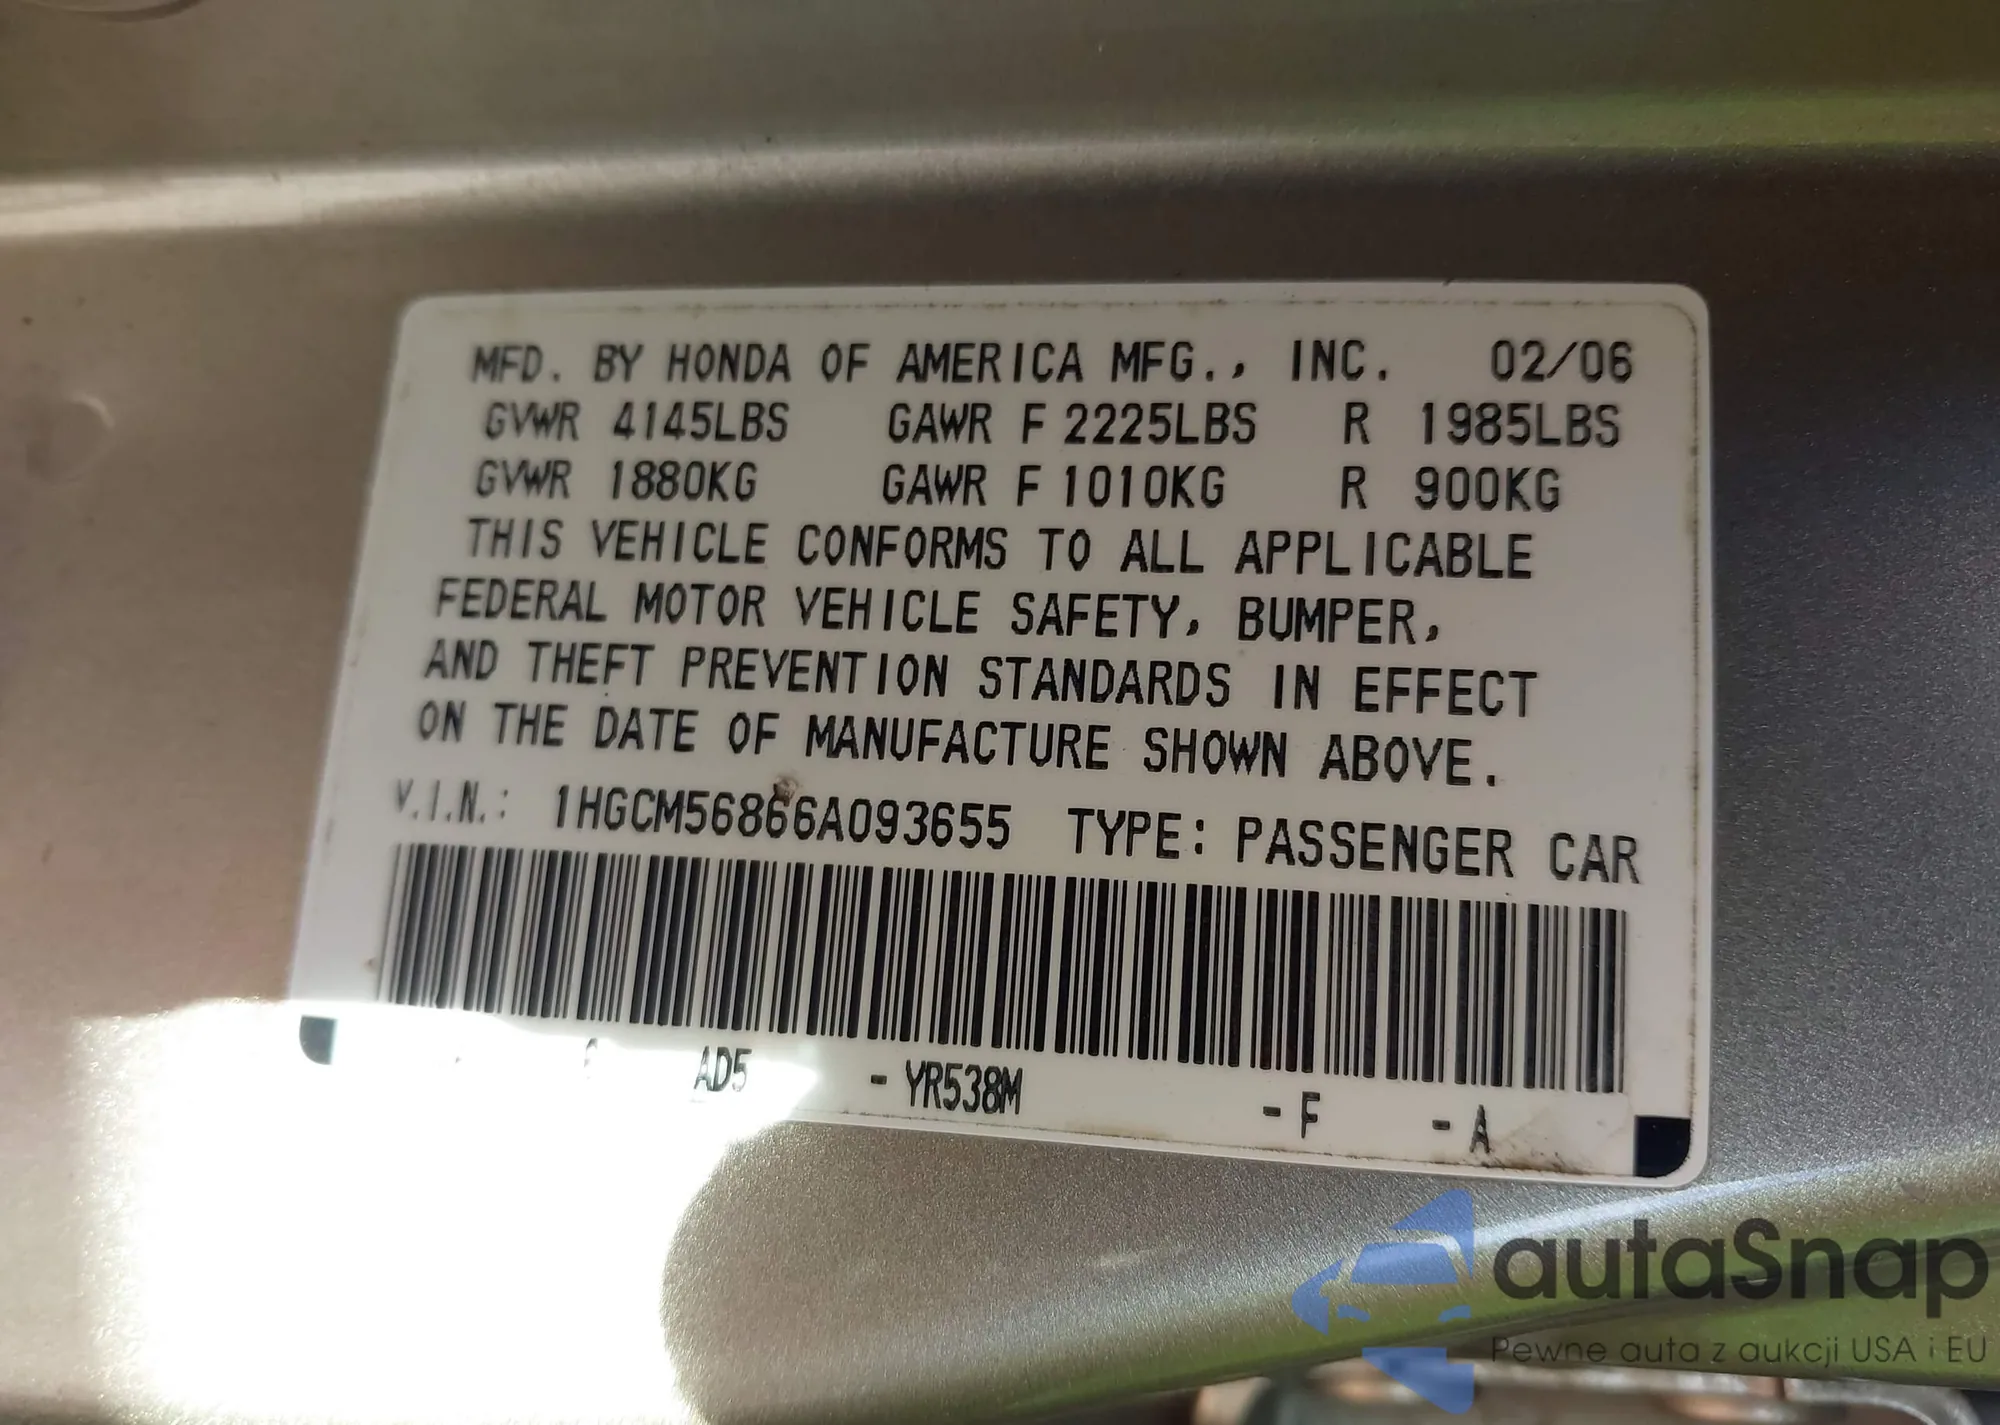 MFD. BY HONDA OF AMERICA MFG., INC. 02/06
GVWR 4145LBS GAWR F 2225LBS R 1985LBS
GVWR 1880KG GAWR F 1010KG R 900KG
THIS VEHICLE CONFORMS TO ALL APPLICABLE
FEDERAL MOTOR VEHICLE SAFETY, BUMPER,
AND THEFT PREVENTION STANDARDS IN EFFECT
ON THE DATE OF MANUFACTURE SHOWN ABOVE.
V.I.N.: 1HGCM56866A093655 TYPE: PASSENGER CAR
AD5 - YR538M - F - A
autaSnap
Pewne auta z aukcji USA i EU